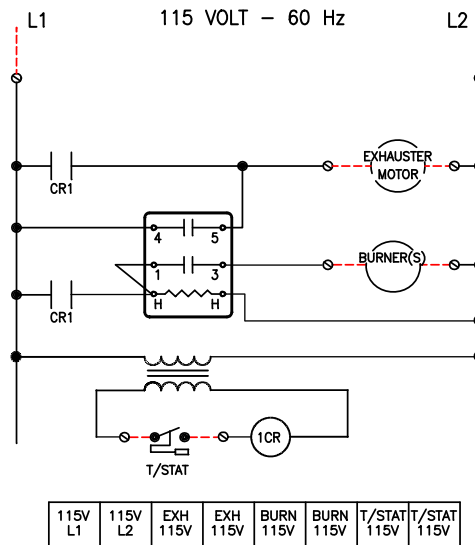 L1 115 VOLT - 60 Hz L2
EXHAUSTER
MOTOR
CR1
4 5
1 3
BURNER(S)
H H
CR1
1CR
T/STAT
115V 115V EXH EXH BURN BURN T/STAT T/STAT
L1 L2 115V 115V 115V 115V 115V 115V